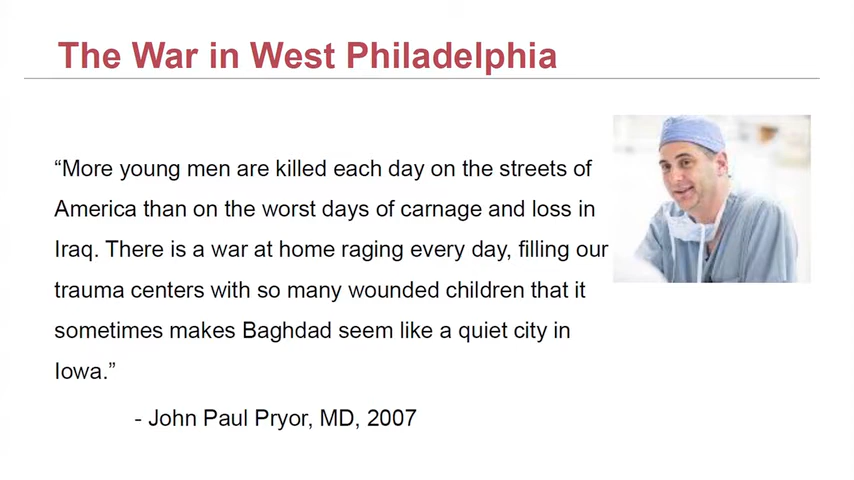 The War in West Philadelphia
“More young men are killed each day on the streets of
America than on the worst days of carnage and loss in
Iraq. There is a war at home raging every day, filling our
trauma centers with so many wounded children that it
sometimes makes Baghdad seem like a quiet city in
Iowa.”
- John Paul Pryor, MD, 2007